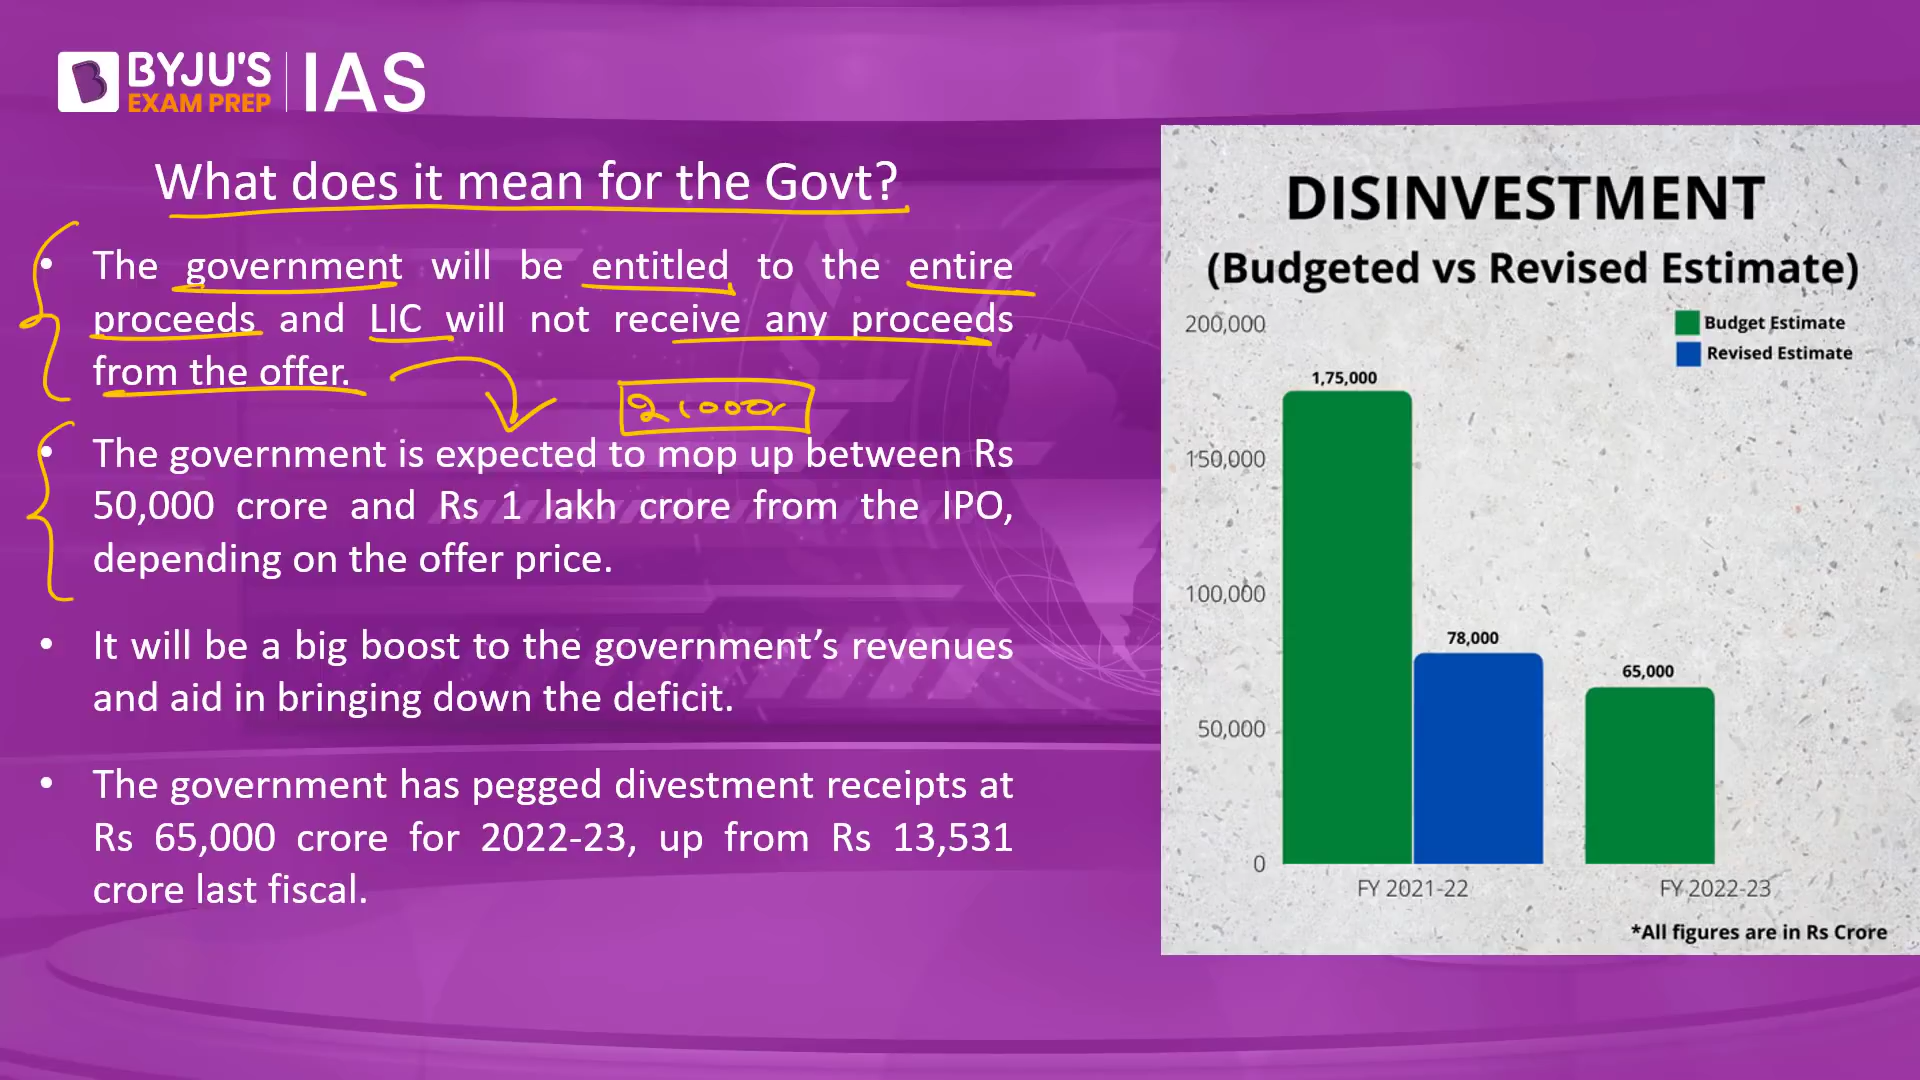 BYJU'S
EXAM PREP
IAS
What does it mean for the Govt?
• The government will be entitled to the entire
proceeds and LIC will not receive any proceeds
from the offer.
21000
• The government is expected to mop up between Rs
50,000 crore and Rs 1 lakh crore from the IPO,
depending on the offer price.
• It will be a big boost to the government’s revenues
and aid in bringing down the deficit.
• The government has pegged divestment receipts at
Rs 65,000 crore for 2022-23, up from Rs 13,531
crore last fiscal.
DISINVESTMENT
(Budgeted vs Revised Estimate)
Budget Estimate
Revised Estimate
200,000
150,000
100,000
50,000
0
1,75,000
78,000
65,000
FY 2021-22
FY 2022-23
*All figures are in Rs Crore